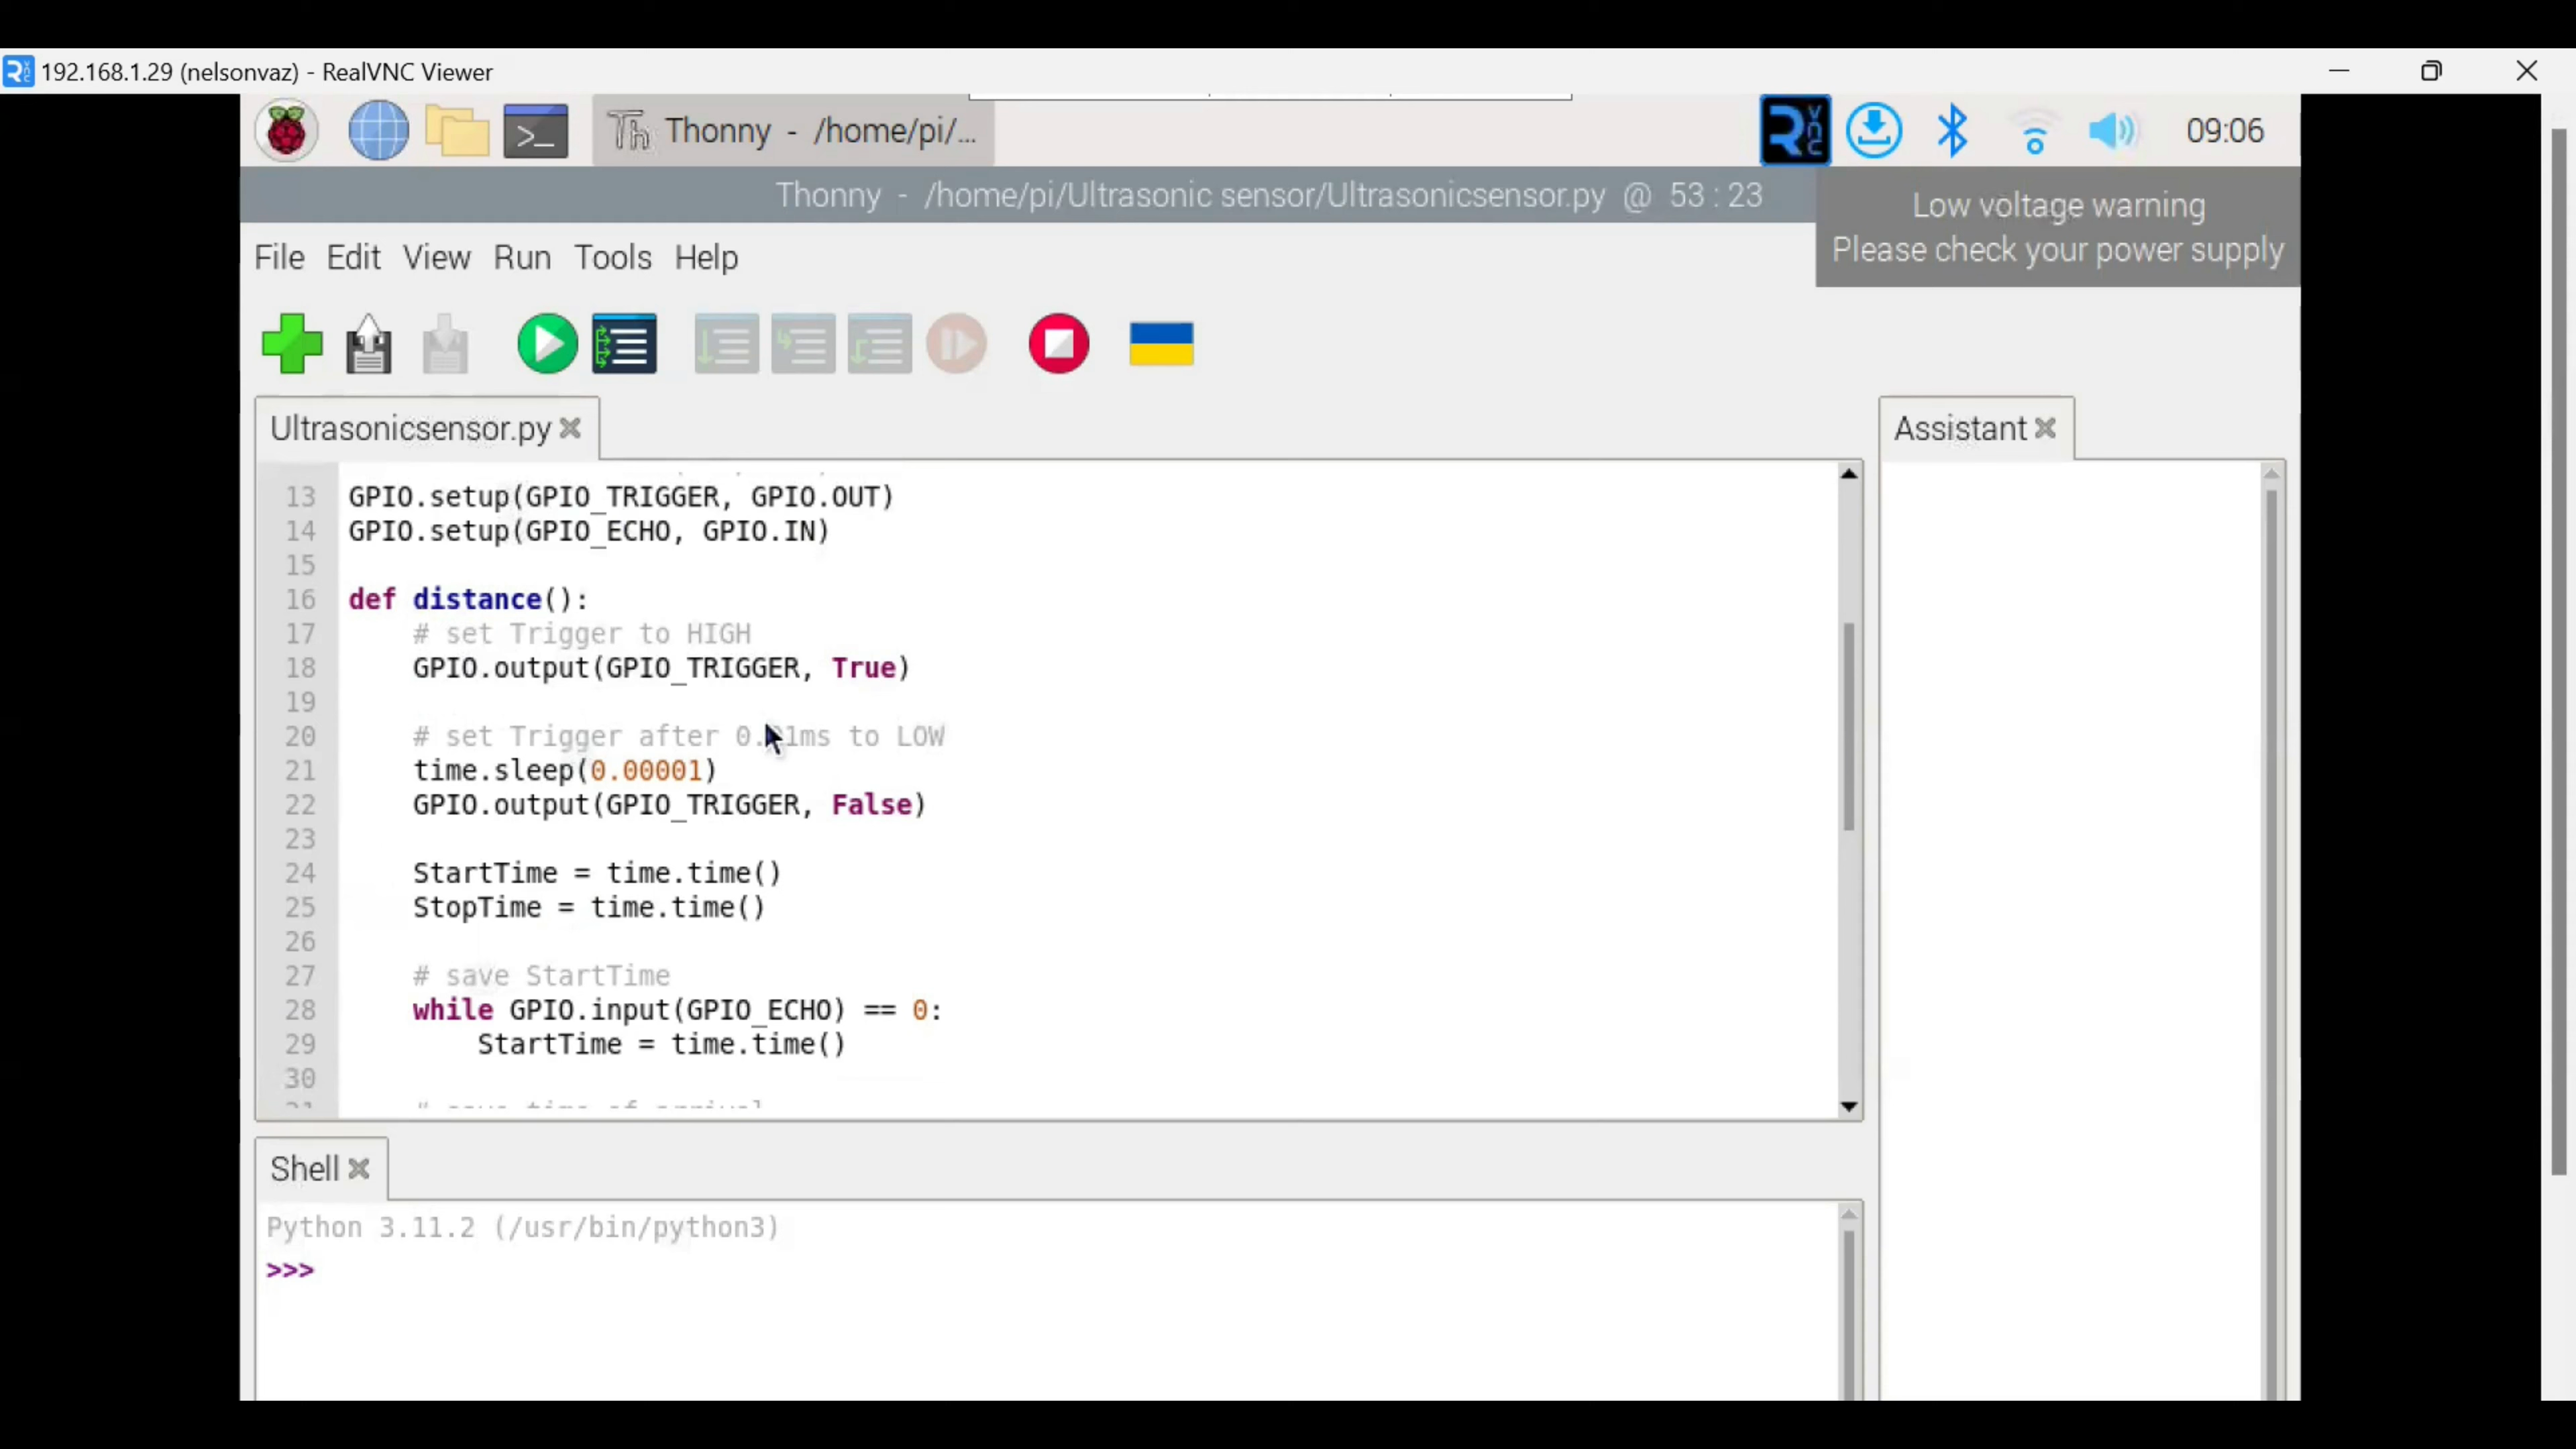 192.168.1.29 (nelsonvaz) - RealVNC Viewer
Thonny - /home/pi/...
09:06
Thonny - /home/pi/Ultrasonic sensor/Ultrasonicsensor.py @ 53 : 23
Low voltage warning
Please check your power supply
File Edit View Run Tools Help
Ultrasonicsensor.py
Assistant
13 GPIO.setup(GPIO_TRIGGER, GPIO.OUT)
14 GPIO.setup(GPIO_ECHO, GPIO.IN)
15
16 def distance():
17 # set Trigger to HIGH
18 GPIO.output(GPIO_TRIGGER, True)
19
20 # set Trigger after to LOW
21 time.sleep(0.00001)
22 GPIO.output(GPIO_TRIGGER, False)
23
24 StartTime = time.time()
25 StopTime = time.time()
26
27 # save StartTime
28 while GPIO.input(GPIO_ECHO) == 0:
29 StartTime = time.time()
30
Shell
Python 3.11.2 (/usr/bin/python3)
>>>